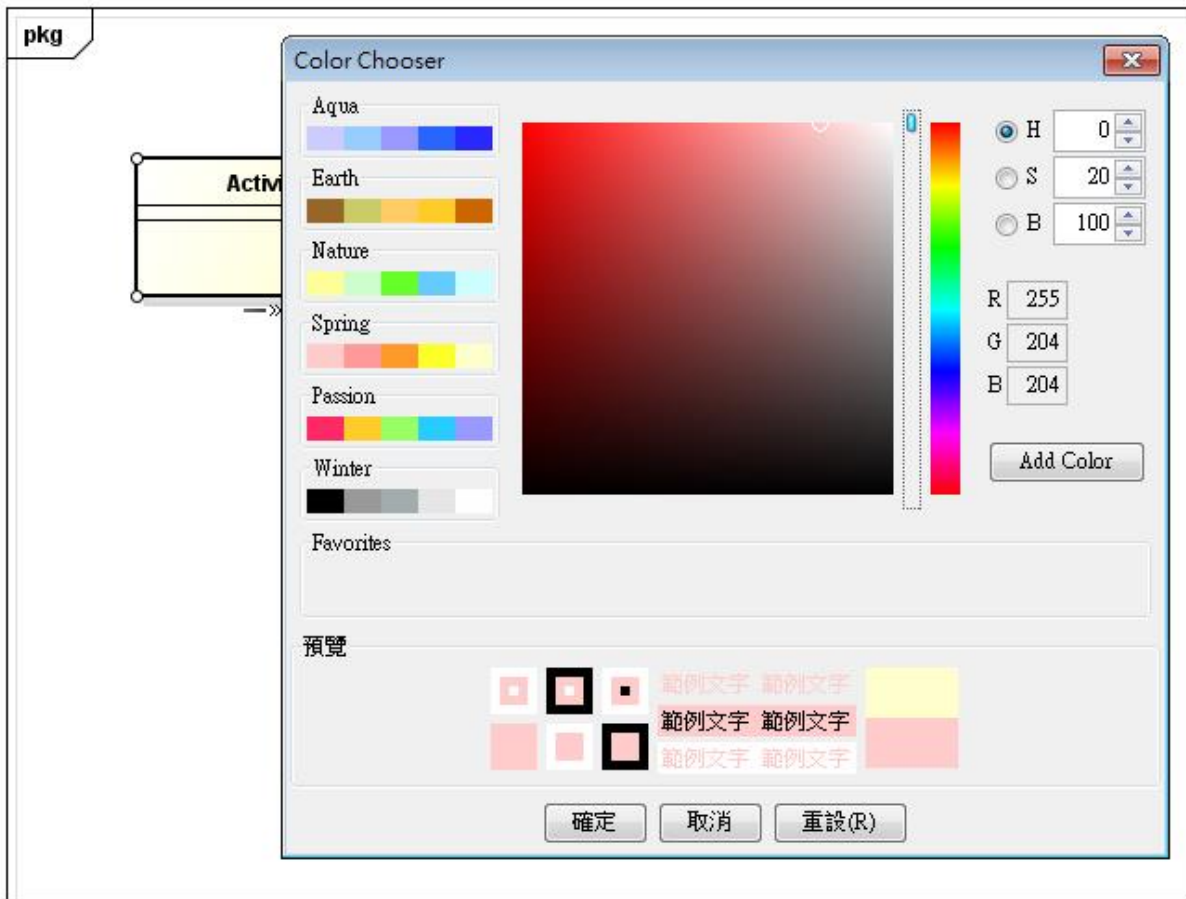 pkg
Color Chooser
Activi
Aqua
Earth
Nature
Spring
Passion
Winter
H 0
S 20
B 100
R 255
G 204
B 204
Add Color
Favorites
預覽
範例文字 範例文字
範例文字 範例文字
範例文字 範例文字
確定 取消 重設(R)